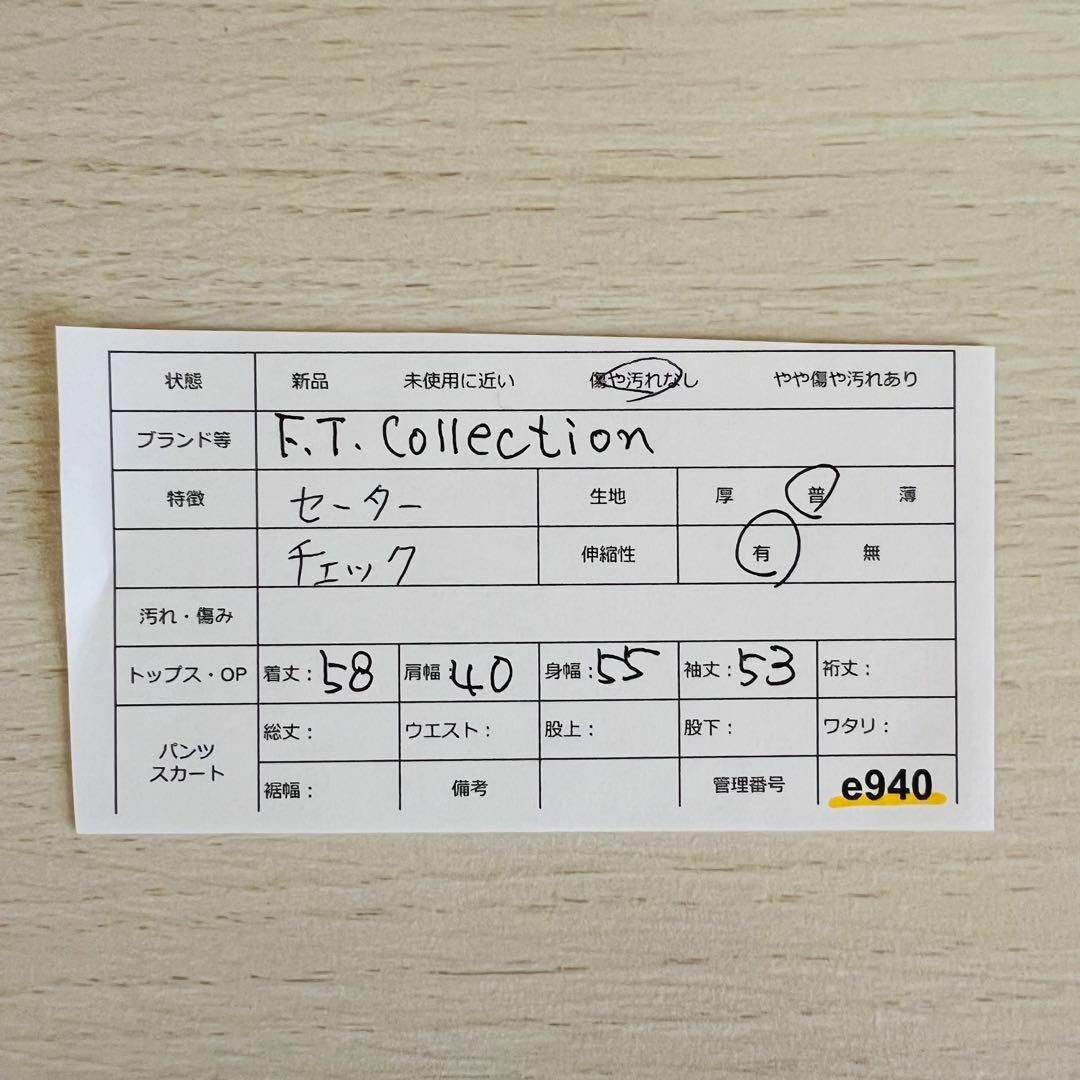 状態 新品 未使用に近い 傷や汚れなし やや傷や汚れあり
ブランド等 F.T. Collection
特徴 セーター 生地 厚 普 薄
チェック 伸縮性 有 無
汚れ・傷み
トップス・OP 着丈：58 肩幅：40 身幅：55 袖丈：53 裄丈：
パンツ スカート 総丈： ウエスト： 股上： 股下： ワタリ：
裾幅： 備考 管理番号 e940